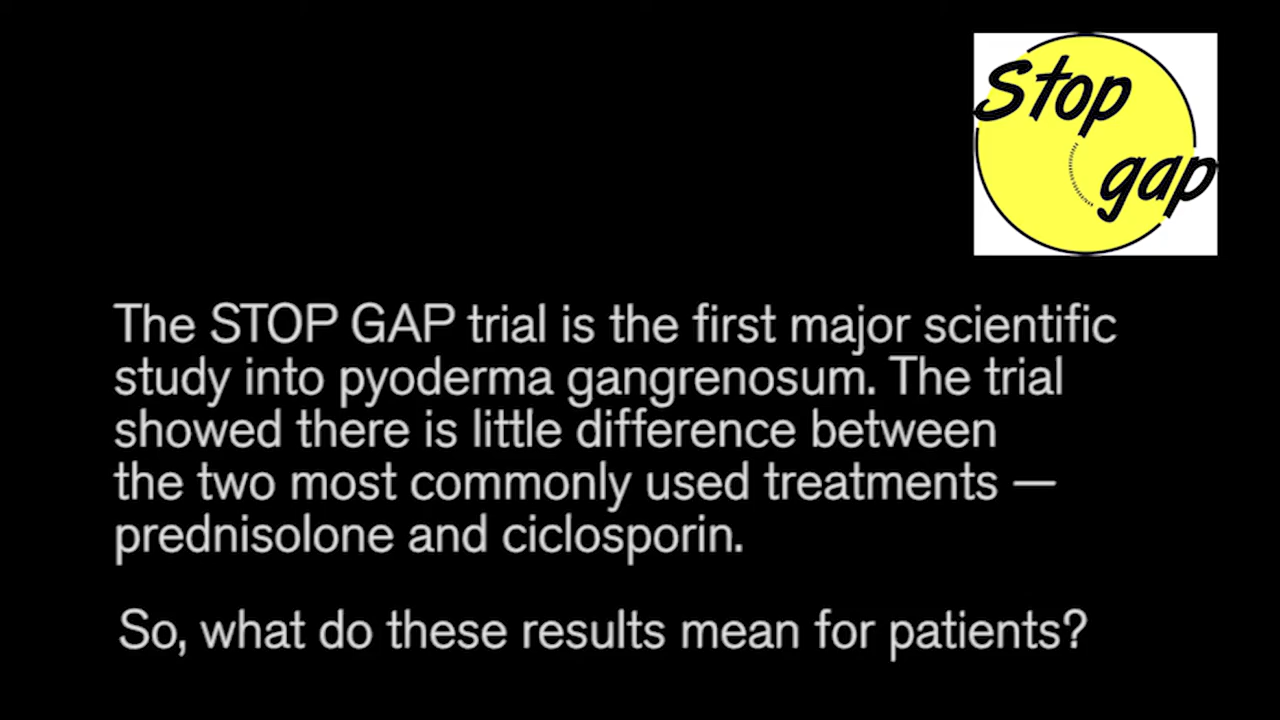 Stop
gap
The STOP GAP trial is the first major scientific
study into pyoderma gangrenosum. The trial
showed there is little difference between
the two most commonly used treatments —
prednisolone and ciclosporin.
So, what do these results mean for patients?